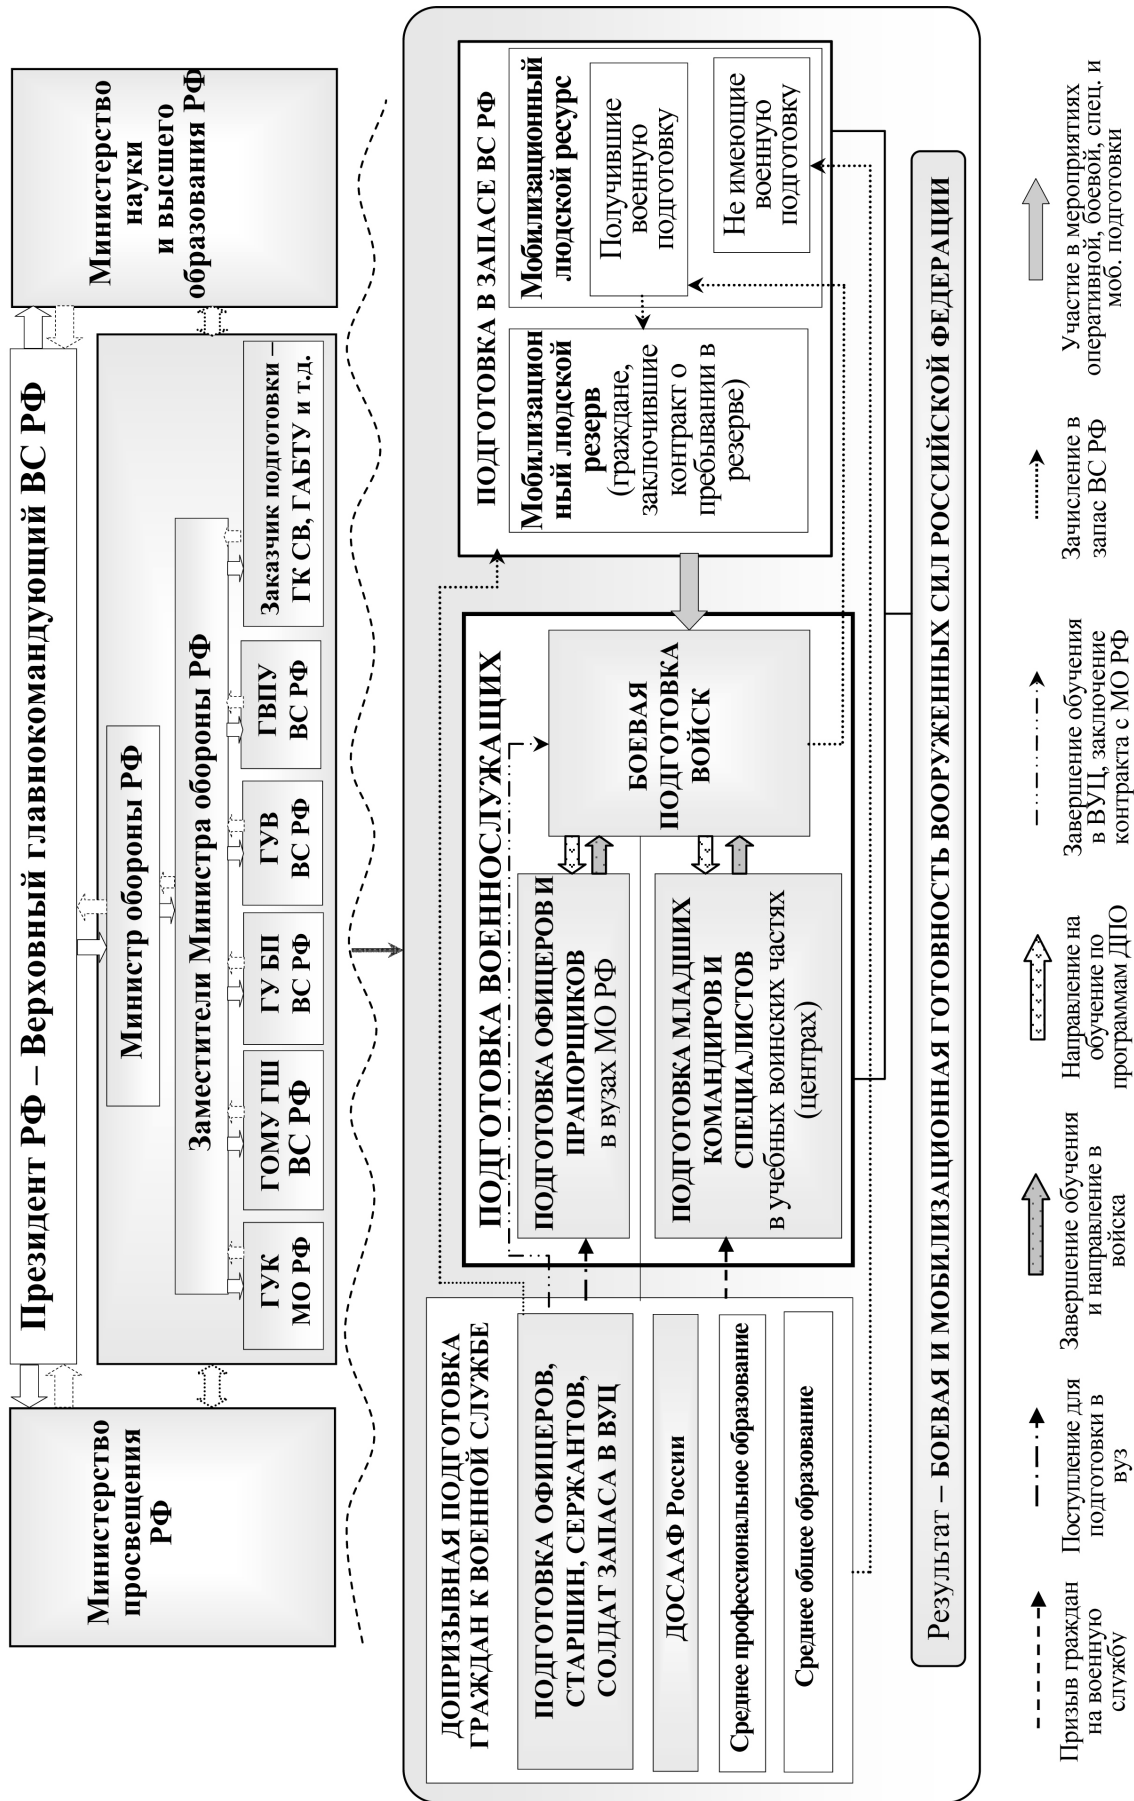 Президент РФ – Верховный главнокомандующий ВС РФ
Министерство
просвещения
РФ
Министр обороны РФ
Заместители Министра обороны РФ
ГУК
МО РФ
ГОМУ ГШ
ВС РФ
ГУ БП
ВС РФ
ГУВ
ВС РФ
ГВПУ
ВС РФ
Заказчик подготовки –
ГК СВ, ГАБТУ и т.д.
Министерство
науки
и высшего
образования РФ
ДОПРИЗЫВНАЯ ПОДГОТОВКА
ГРАЖДАН К ВОЕННОЙ СЛУЖБЕ
ПОДГОТОВКА ОФИЦЕРОВ,
СТАРШИН, СЕРЖАНТОВ,
СОЛДАТ ЗАПАСА В ВУЦ
ДОСААФ России
Среднее профессиональное образование
Среднее общее образование
ПОДГОТОВКА ВОЕННОСЛУЖАЩИХ
ПОДГОТОВКА ОФИЦЕРОВ И
ПРАПОРЩИКОВ
в вузах МО РФ
ПОДГОТОВКА МЛАДШИХ
КОМАНДИРОВ И
СПЕЦИАЛИСТОВ
в учебных воинских частях
(центрах)
БОЕВАЯ
ПОДГОТОВКА
ВОЙСК
ПОДГОТОВКА В ЗАПАСЕ ВС РФ
Мобилизацион
ный людской
резерв
(граждане,
заключившие
контракт о
пребывании в
резерве)
Мобилизационный
людской ресурс
Получившие
военную
подготовку
Не имеющие
военную
подготовку
Результат – БОЕВАЯ И МОБИЛИЗАЦИОННАЯ ГОТОВНОСТЬ ВООРУЖЕННЫХ СИЛ РОССИЙСКОЙ ФЕДЕРАЦИИ
Призыв граждан
на военную
службу
Поступление для
подготовки в
вуз
Завершение обучения
и направление в
войска
Направление на
обучение по
программам ДПО
Завершение обучения
в ВУЦ, заключение
контракта с МО РФ
Зачисление в
запас ВС РФ
Участие в мероприятиях
оперативной, боевой, спец. и
моб. подготовки